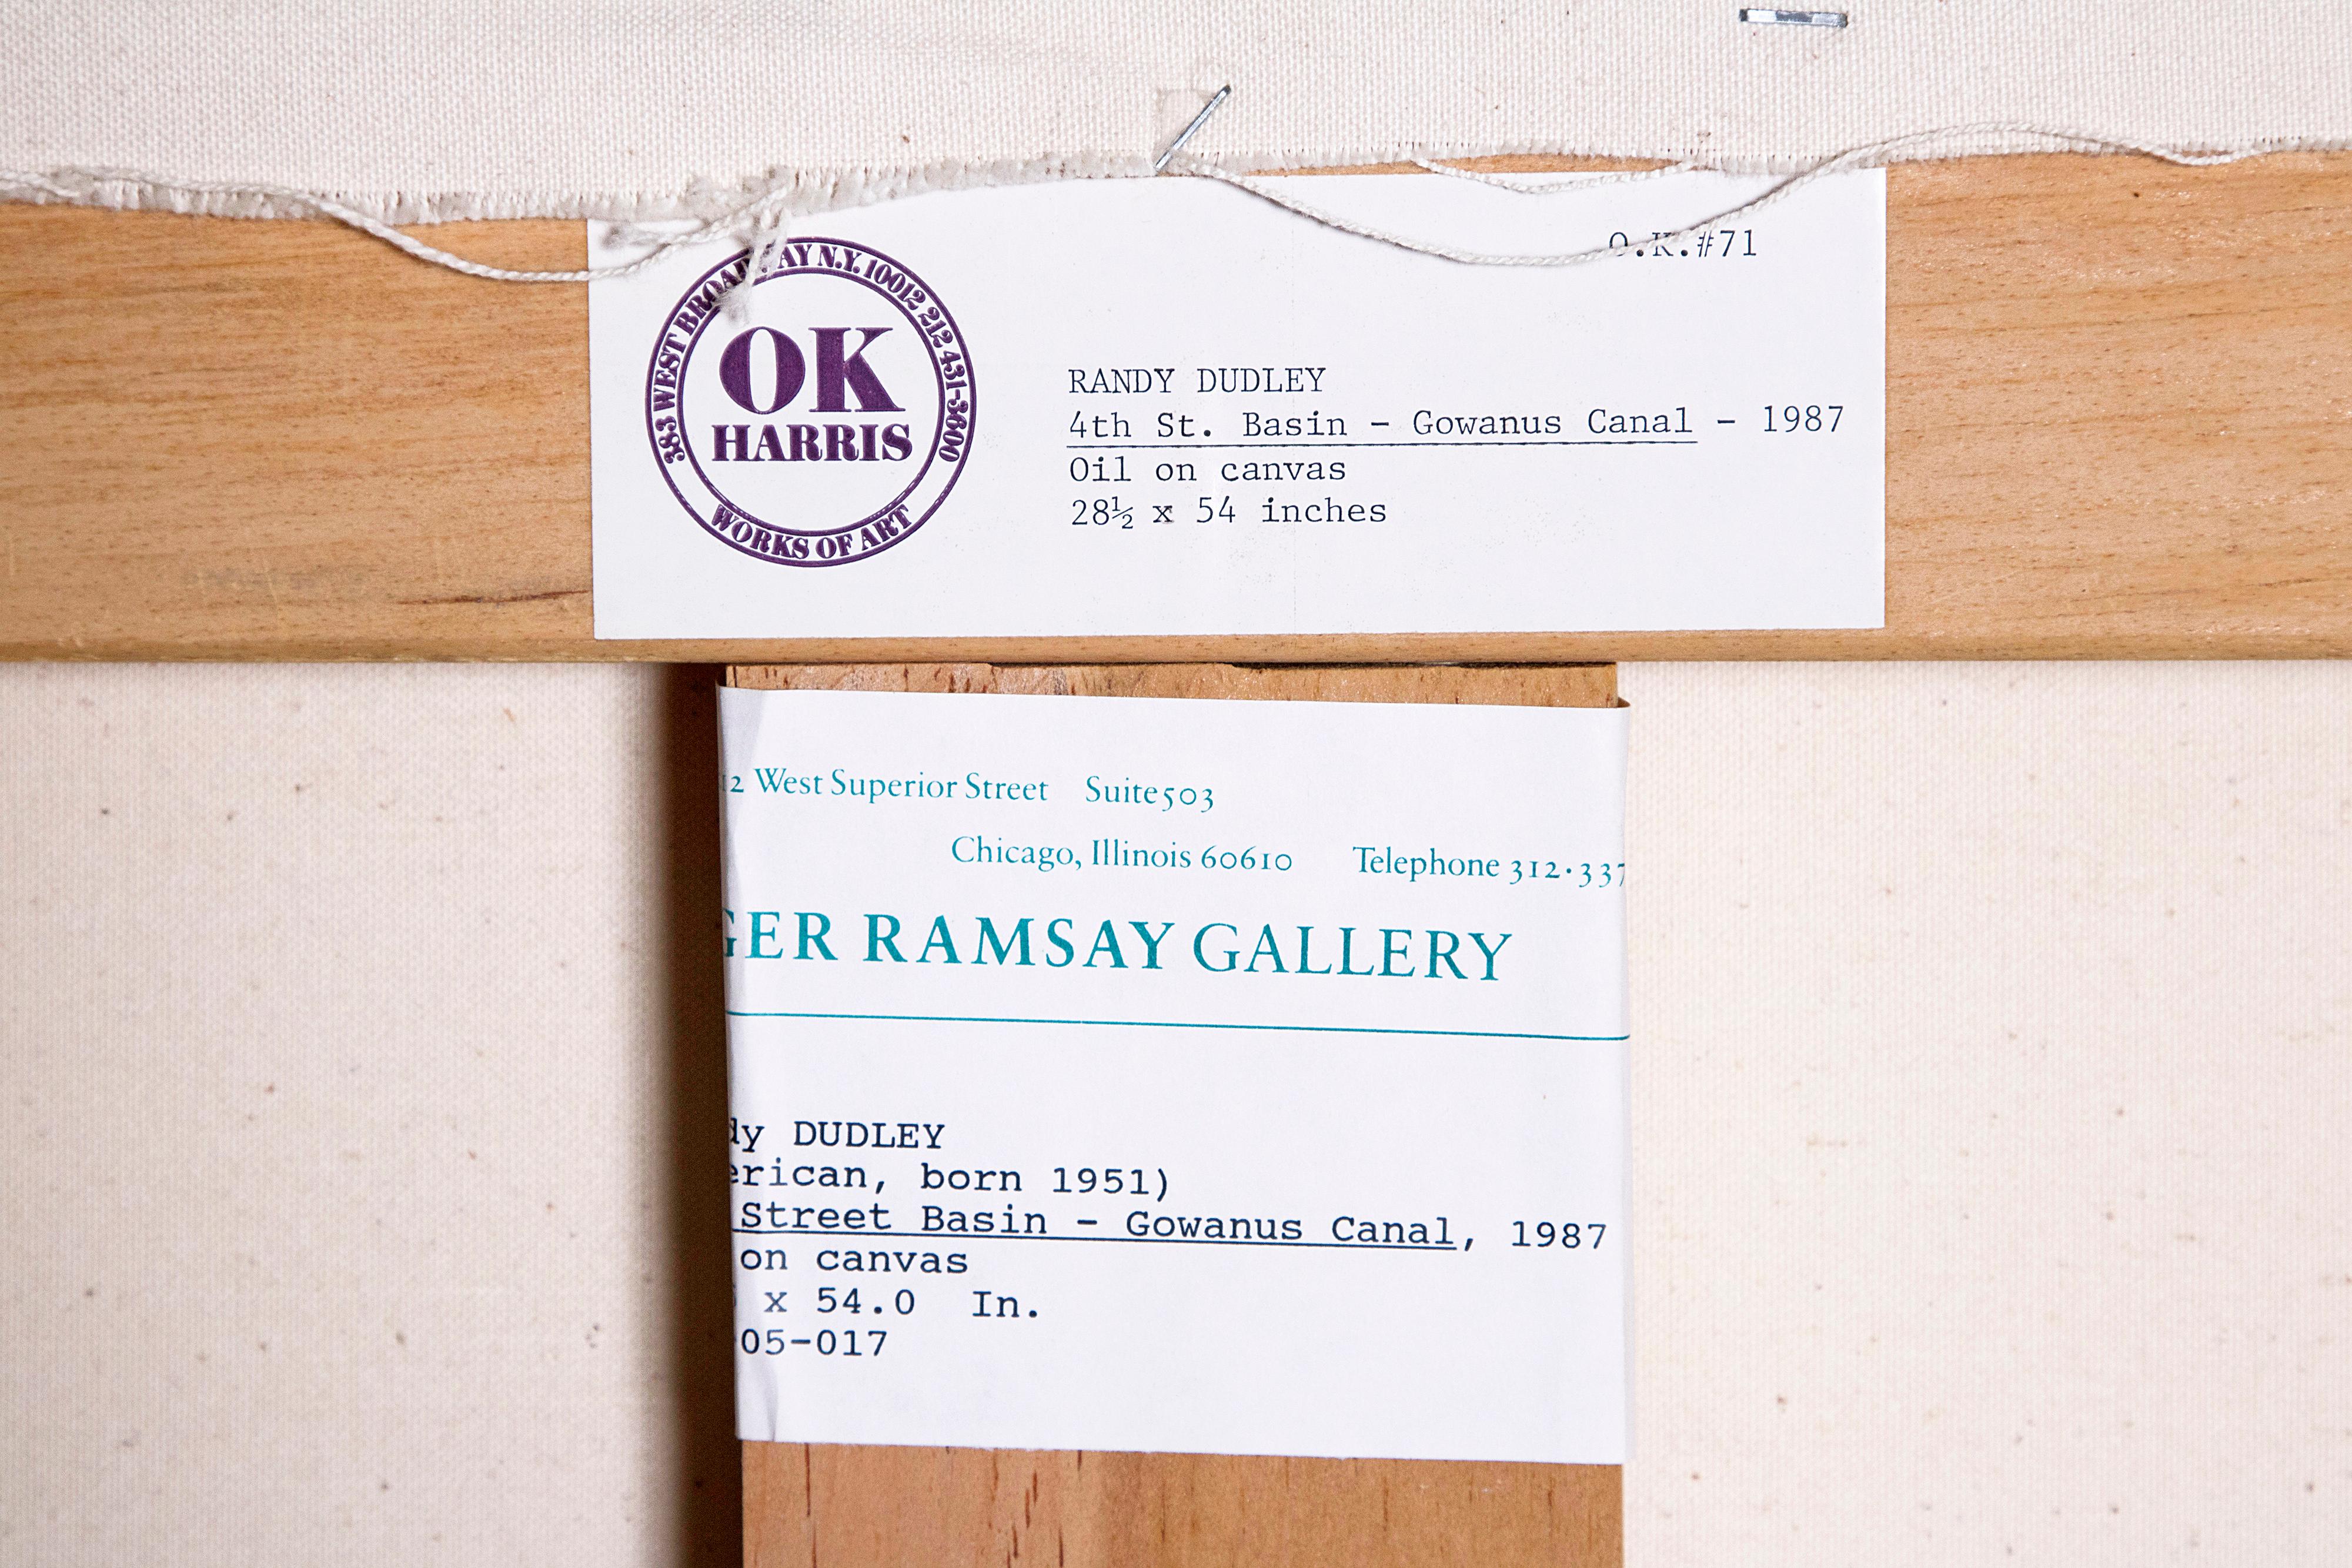 383 WEST BROADWAY N.Y. 10012 212 431-3600
OK
HARRIS
WORKS OF ART
O.K.#71
RANDY DUDLEY
4th St. Basin - Gowanus Canal - 1987
Oil on canvas
28½ x 54 inches
2 West Superior Street Suite 503
Chicago, Illinois 60610 Telephone 312·337
GER RAMSAY GALLERY
dy DUDLEY
erican, born 1951)
Street Basin - Gowanus Canal, 1987
on canvas
x 54.0 In.
05-017